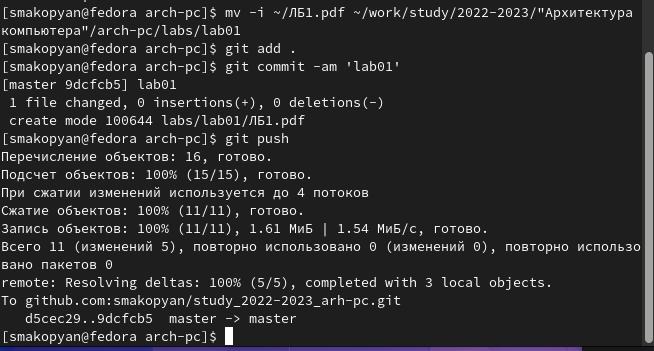 [smakopyan@fedora arch-pc]$ mv -i ~/ЛБ1.pdf ~/work/study/2022-2023/"Архитектура
компьютера"/arch-pc/labs/lab01
[smakopyan@fedora arch-pc]$ git add .
[smakopyan@fedora arch-pc]$ git commit -am 'lab01'
[master 9dcfcb5] lab01
 1 file changed, 0 insertions(+), 0 deletions(-)
 create mode 100644 labs/lab01/ЛБ1.pdf
[smakopyan@fedora arch-pc]$ git push
Перечисление объектов: 16, готово.
Подсчет объектов: 100% (15/15), готово.
При сжатии изменений используется до 4 потоков
Сжатие объектов: 100% (11/11), готово.
Запись объектов: 100% (11/11), 1.61 МиБ | 1.54 МиБ/с, готово.
Всего 11 (изменений 5), повторно использовано 0 (изменений 0), повторно использо
вано пакетов 0
remote: Resolving deltas: 100% (5/5), completed with 3 local objects.
To github.com:smakopyan/study_2022-2023_arh-pc.git
   d5cec29..9dcfcb5  master -> master
[smakopyan@fedora arch-pc]$